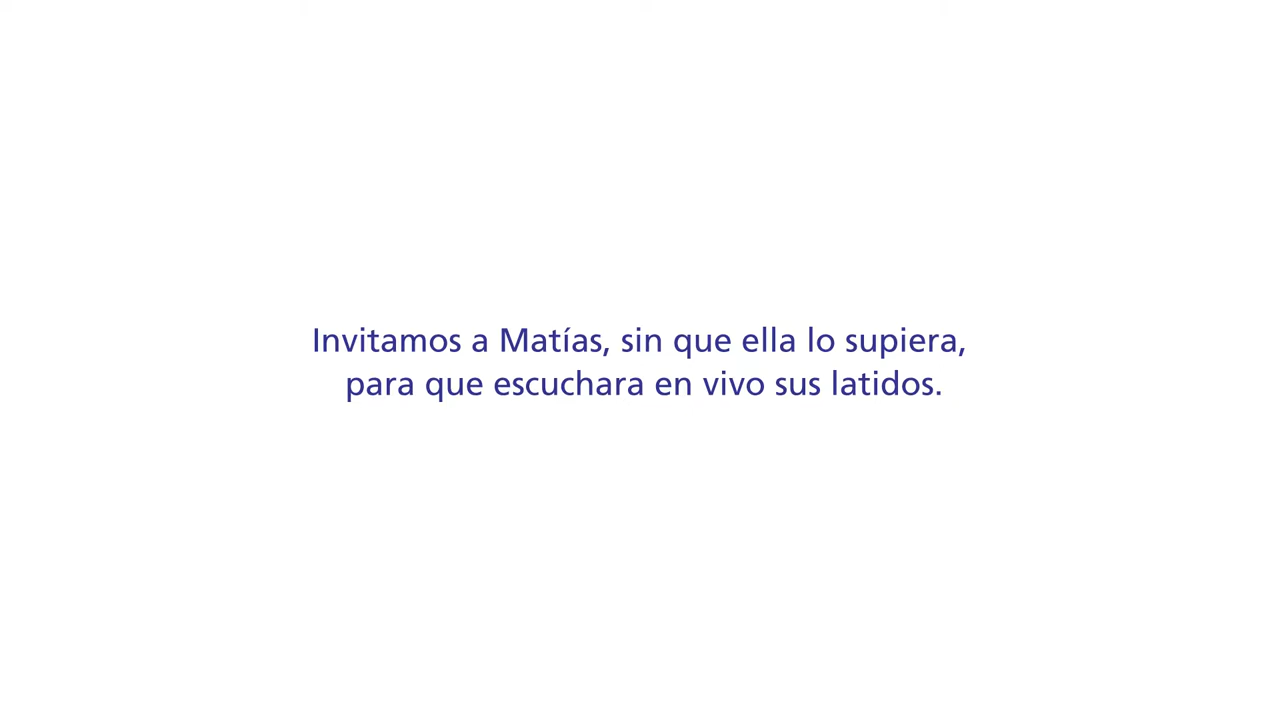 Invitamos a Matías, sin que ella lo supiera,
para que escuchara en vivo sus latidos.